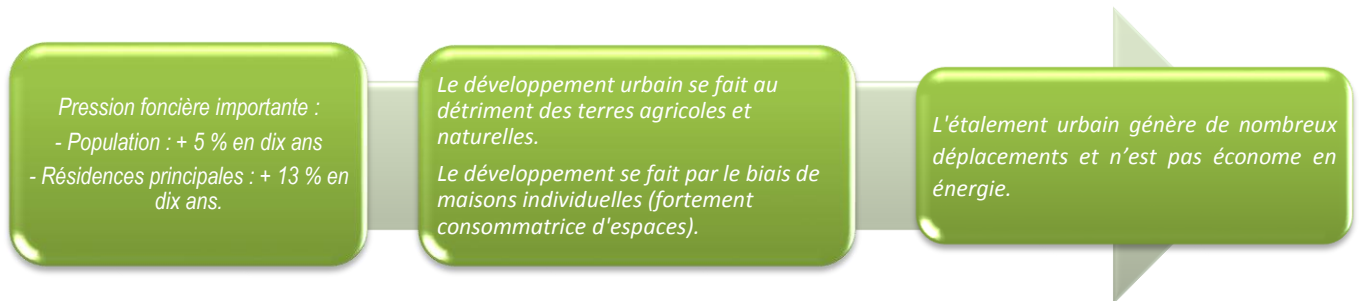 Pression foncière importante :
- Population : + 5 % en dix ans
- Résidences principales : + 13 % en
dix ans.
Le développement urbain se fait au
détriment des terres agricoles et
naturelles.
Le développement se fait par le biais de
maisons individuelles (fortement
consommatrice d'espaces).
L'étalement urbain génère de nombreux
déplacements et n’est pas économe en
énergie.